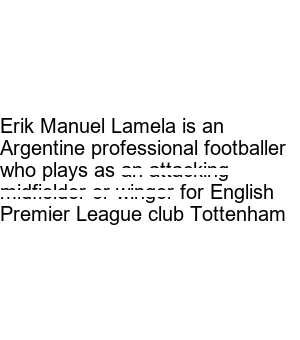 Erik Manuel Lamela is an
Argentine professional footballer
who plays as an attacking
midfielder or winger for English
Premier League club Tottenham